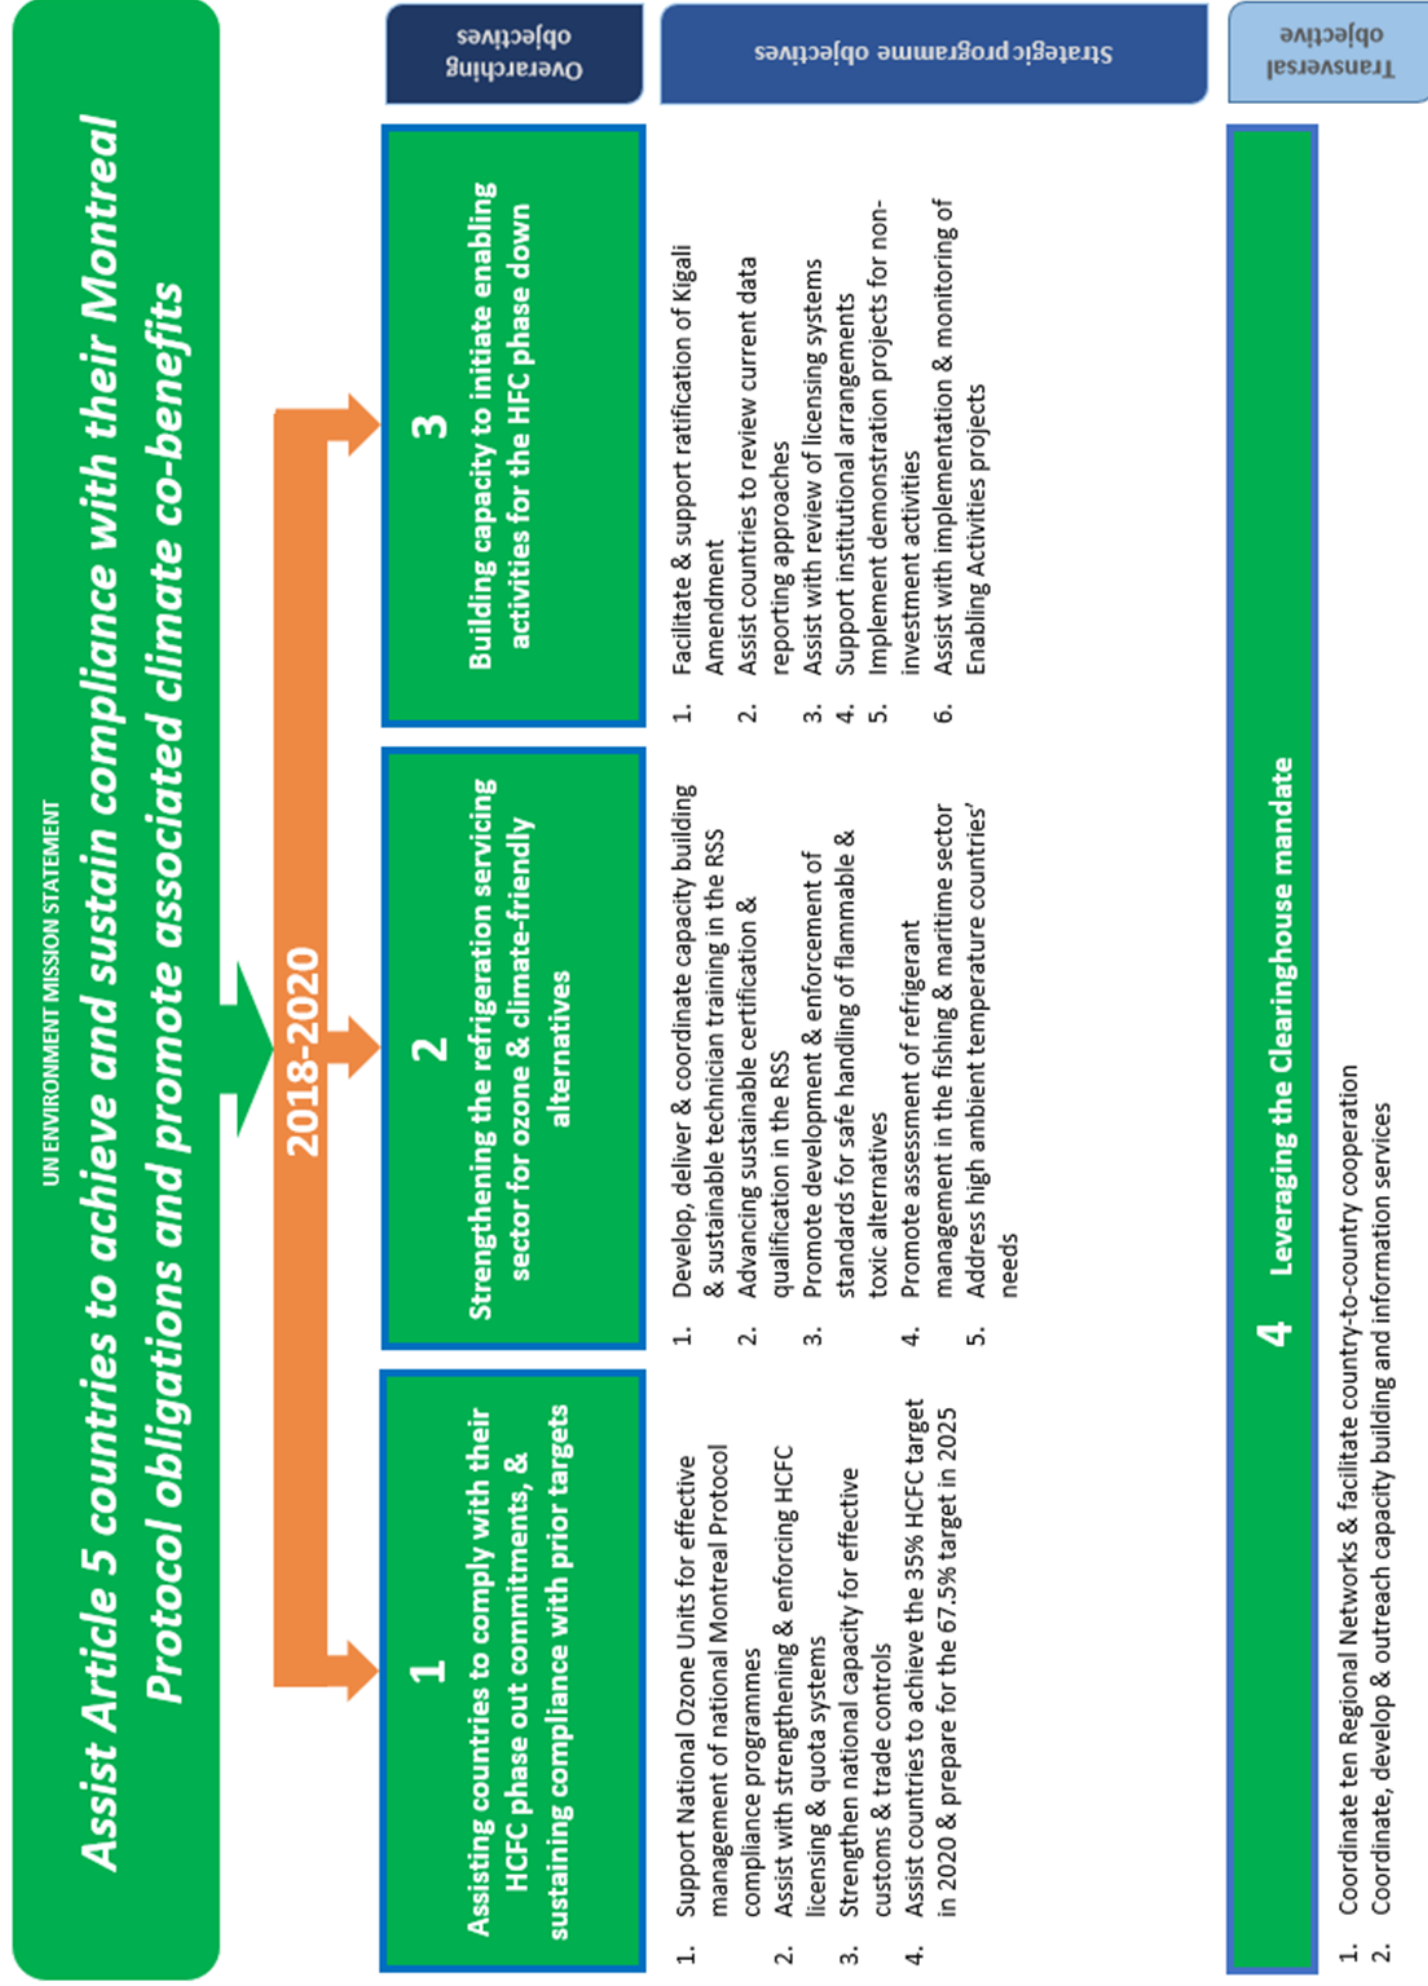 UN ENVIRONMENT MISSION STATEMENT
Assist Article 5 countries to achieve and sustain compliance with their Montreal
Protocol obligations and promote associated climate co-benefits
2018-2020
1
Assisting countries to comply with their
HCFC phase out commitments, &
sustaining compliance with prior targets
2
Strengthening the refrigeration servicing
sector for ozone & climate-friendly
alternatives
3
Building capacity to initiate enabling
activities for the HFC phase down
Overarching
objectives
1. Support National Ozone Units for effective
management of national Montreal Protocol
compliance programmes
2. Assist with strengthening & enforcing HCFC
licensing & quota systems
3. Strengthen national capacity for effective
customs & trade controls
4. Assist countries to achieve the 35% HCFC target
in 2020 & prepare for the 67.5% target in 2025
1. Develop, deliver & coordinate capacity building
& sustainable technician training in the RSS
2. Advancing sustainable certification &
qualification in the RSS
3. Promote development & enforcement of
standards for safe handling of flammable &
toxic alternatives
4. Promote assessment of refrigerant
management in the fishing & maritime sector
5. Address high ambient temperature countries'
needs
1. Facilitate & support ratification of Kigali
Amendment
2. Assist countries to review current data
reporting approaches
3. Assist with review of licensing systems
4. Support institutional arrangements
5. Implement demonstration projects for non-
investment activities
6. Assist with implementation & monitoring of
Enabling Activities projects
Strategic programme objectives
4 Leveraging the Clearinghouse mandate
Transversal
objective
1. Coordinate ten Regional Networks & facilitate country-to-country cooperation
2. Coordinate, develop & outreach capacity building and information services